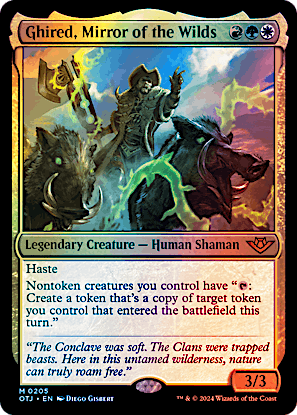 Ghired, Mirror of the Wilds
Legendary Creature — Human Shaman
Haste
Nontoken creatures you control have “: 
Create a token that’s a copy of target token
you control that entered the battlefield this
turn.”
“The Conclave was soft. The Clans were trapped
beasts. Here in this untamed wilderness, nature
can truly roam free.”
3/3
M 0205
OTJ • EN Diego Gisbert ™ & © 2024 Wizards of the Coast